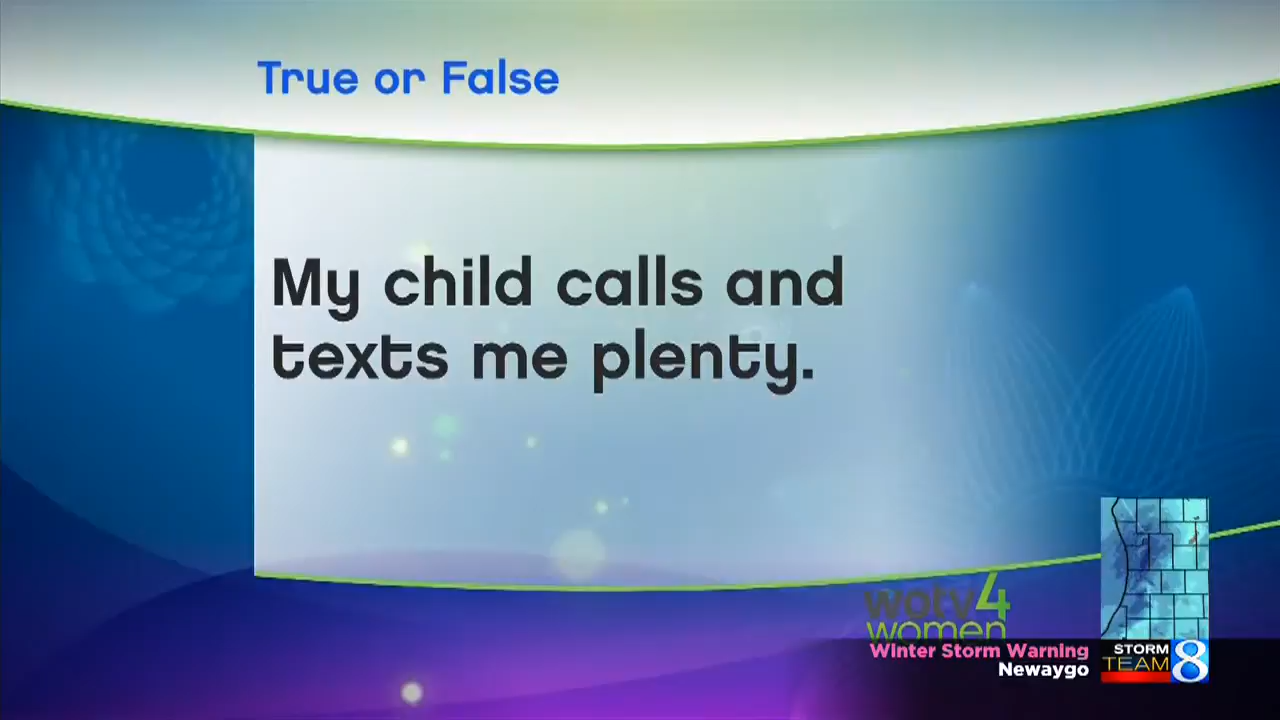 True or False
My child calls and
texts me plenty.
wotv4
women
Winter Storm Warning
Newaygo
STORM
TEAM 8